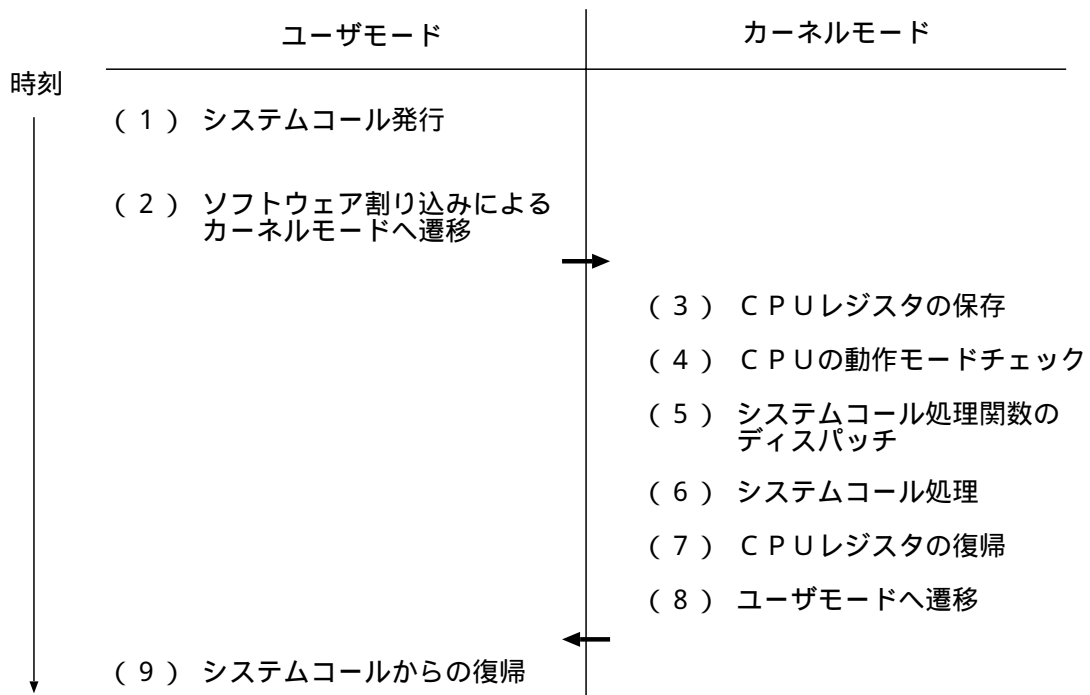 ユーザモード
カーネルモード
時刻
（1） システムコール発行
（2） ソフトウェア割り込みによる
カーネルモードへ遷移
（3） ＣＰＵレジスタの保存
（4） ＣＰＵの動作モードチェック
（5） システムコール処理関数の
ディスパッチ
（6） システムコール処理
（7） ＣＰＵレジスタの復帰
（8） ユーザモードへ遷移
（9） システムコールからの復帰